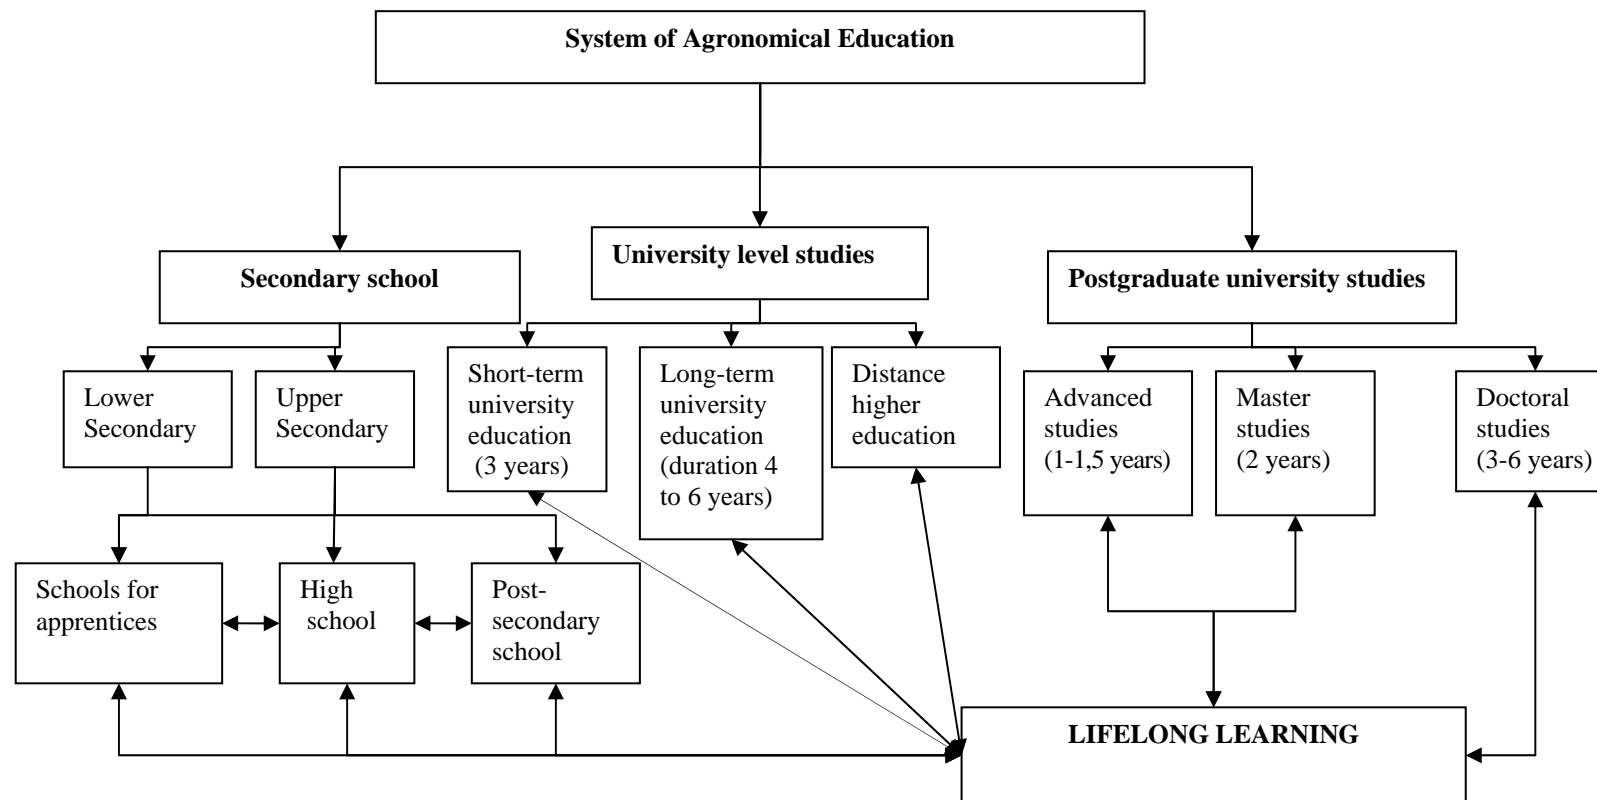 System of Agronomical Education
University level studies
Secondary school
Postgraduate university studies
Short-term
university
education
(3 years)
Long-term
university
education
(duration 4
to 6 years)
Distance
higher
education
Lower
Secondary
Upper
Secondary
Advanced
studies
(1-1,5 years)
Master
studies
(2 years)
Doctoral
studies
(3-6 years)
Schools for
apprentices
High
school
Post-
secondary
school
LIFELONG LEARNING